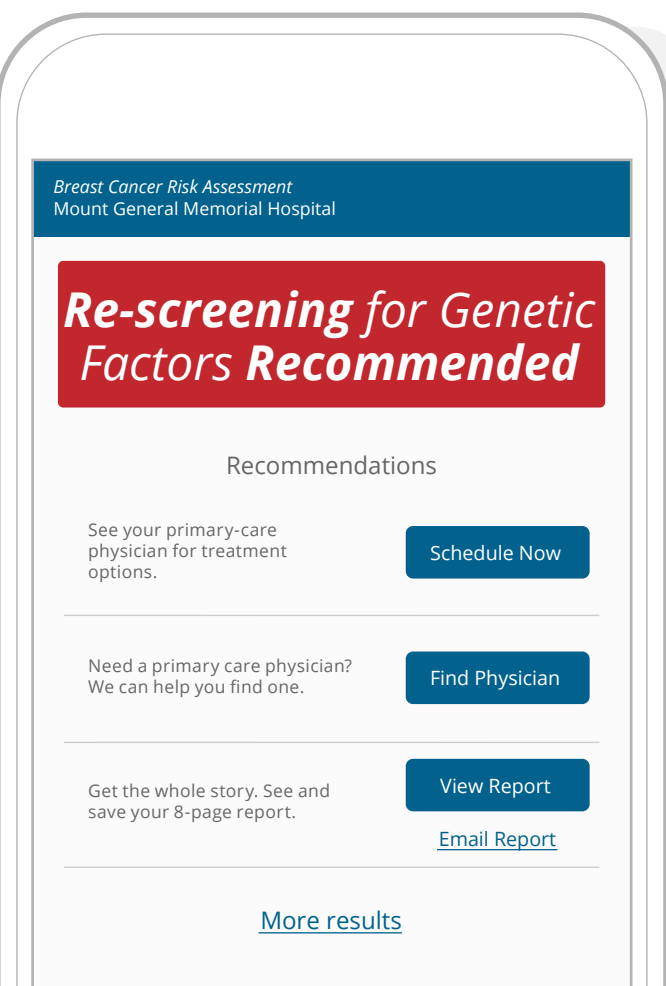 Breast Cancer Risk Assessment
Mount General Memorial Hospital
Re-screening for Genetic
Factors Recommended
Recommendations
See your primary-care
physician for treatment
options.
Schedule Now
Need a primary care physician?
We can help you find one.
Find Physician
Get the whole story. See and
save your 8-page report.
View Report
Email Report
More results